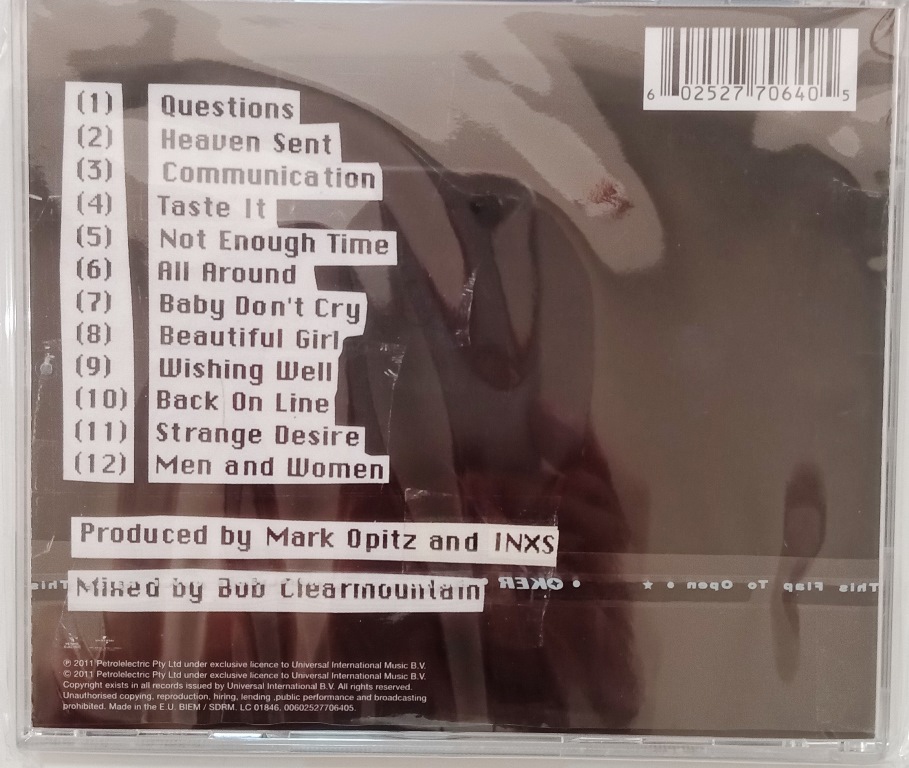 6 02527 70640 5
(1) Questions
(2) Heaven Sent
(3) Communication
(4) Taste It
(5) Not Enough Time
(6) All Around
(7) Baby Don't Cry
(8) Beautiful Girl
(9) Wishing Well
(10) Back On Line
(11) Strange Desire
(12) Men and Women
Produced by Mark Opitz and INXS
This Flap To Open • ★ • OKER This
Mixed by Bob Clearmountain
℗ 2011 Petrolelectric Pty Ltd under exclusive licence to Universal International Music B.V.
© 2011 Petrolelectric Pty Ltd under exclusive licence to Universal International Music B.V.
Copyright exists in all records issued by Universal International B.V. All rights reserved.
Unauthorised copying, reproduction, hiring, lending ,public performance and broadcasting
prohibited. Made in the E.U. BIEM / SDRM. LC 01846. 00602527706405.